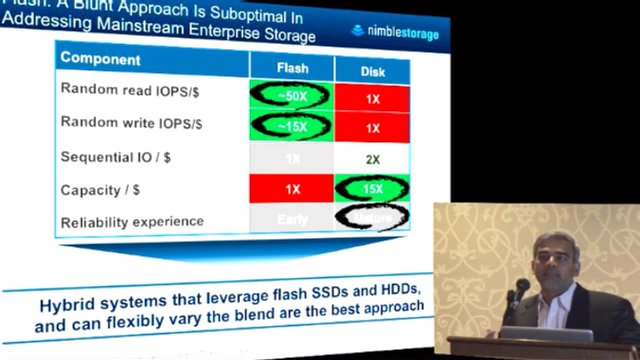 Flash: A Blunt Approach Is Suboptimal In
Addressing Mainstream Enterprise Storage
nimblestorage
Component Flash Disk
Random read IOPS/$ ~50X 1X
Random write IOPS/$ ~15X 1X
Sequential IO / $ 1X 2X
Capacity / $ 1X 15X
Reliability experience Early Mature
Hybrid systems that leverage flash SSDs and HDDs,
and can flexibly vary the blend are the best approach